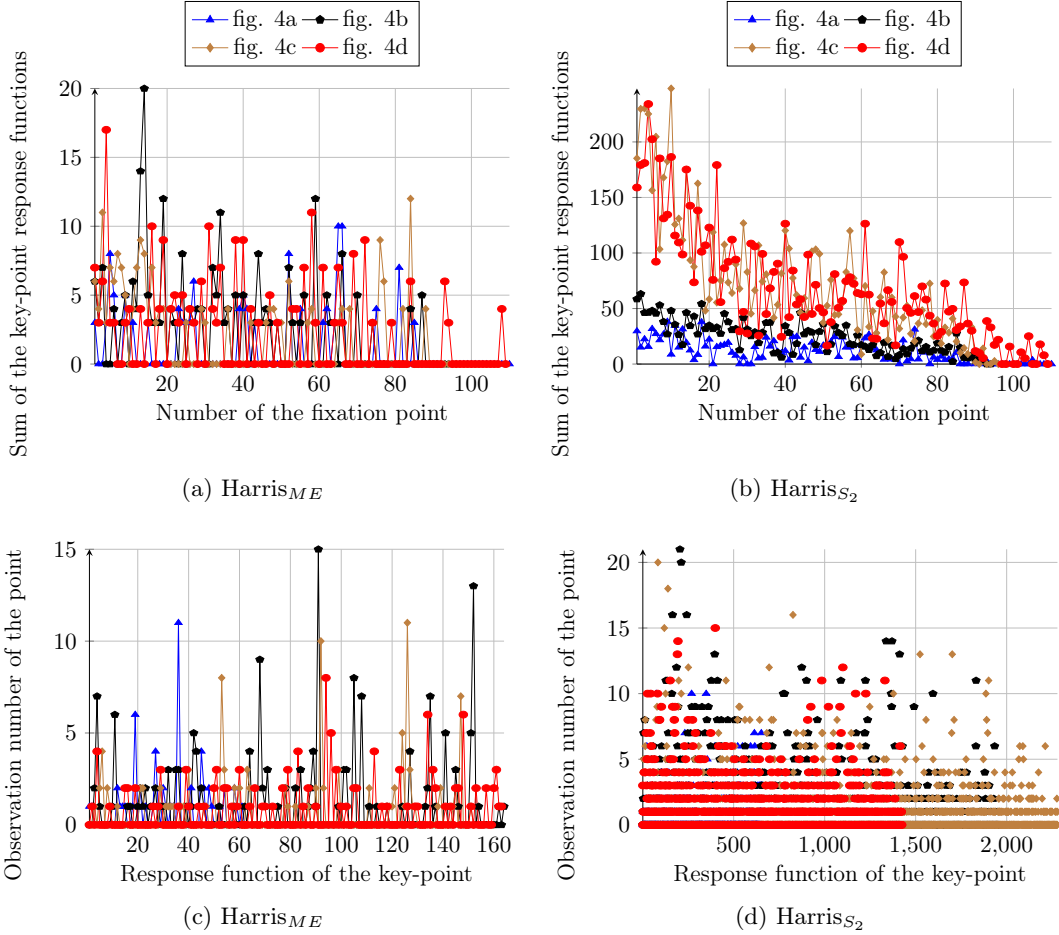 fig. 4a fig. 4b
fig. 4c fig. 4d
Sum of the key-point response functions
20
15
10
5
0
20 40 60 80 100
Number of the fixation point
(a) Harris_ME
fig. 4a fig. 4b
fig. 4c fig. 4d
Sum of the key-point response functions
200
150
100
50
0
20 40 60 80 100
Number of the fixation point
(b) Harris_S₂
Observation number of the point
15
10
5
0
20 40 60 80 100 120 140 160
Response function of the key-point
(c) Harris_ME
Observation number of the point
20
15
10
5
0
500 1,000 1,500 2,000
Response function of the key-point
(d) Harris_S₂